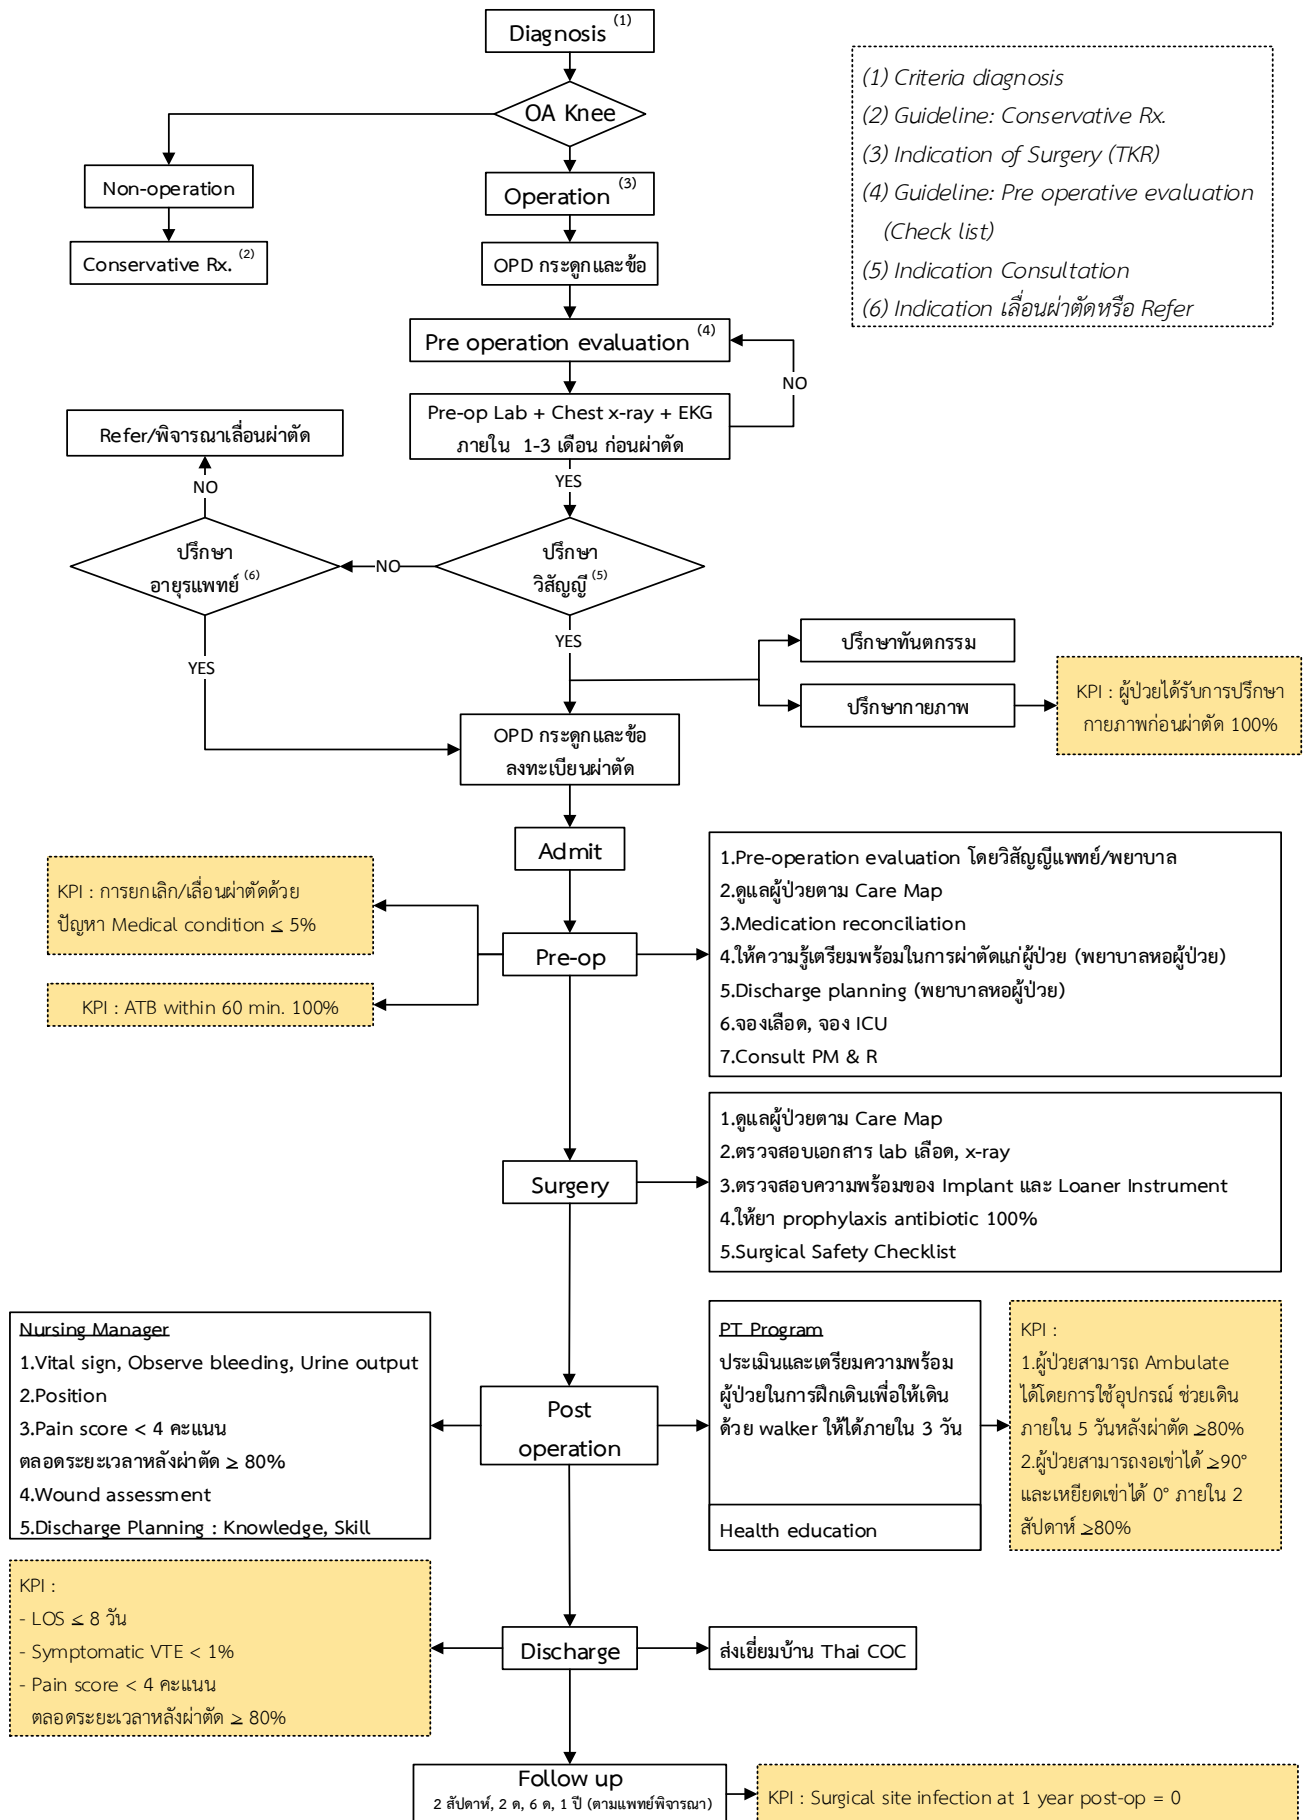 Diagnosis (1)
OA Knee
(1) Criteria diagnosis
(2) Guideline: Conservative Rx.
(3) Indication of Surgery (TKR)
(4) Guideline: Pre operative evaluation
(Check list)
(5) Indication Consultation
(6) Indication เลื่อนผ่าตัดหรือ Refer
Non-operation
Operation (3)
Conservative Rx. (2)
OPD กระดูกและข้อ
Pre operation evaluation (4)
NO
Pre-op Lab + Chest x-ray + EKG
ภายใน 1-3 เดือน ก่อนผ่าตัด
Refer/พิจารณาเลื่อนผ่าตัด
NO
YES
ปรึกษา
อายุรแพทย์ (6)
NO
ปรึกษา
วิสัญญี (5)
YES
YES
ปรึกษาทันตกรรม
ปรึกษากายภาพ
KPI : ผู้ป่วยได้รับการปรึกษา
กายภาพก่อนผ่าตัด 100%
OPD กระดูกและข้อ
ลงทะเบียนผ่าตัด
Admit
KPI : การยกเลิก/เลื่อนผ่าตัดด้วย
ปัญหา Medical condition ≤ 5%
Pre-op
KPI : ATB within 60 min. 100%
1.Pre-operation evaluation โดยวิสัญญีแพทย์/พยาบาล
2.ดูแลผู้ป่วยตาม Care Map
3.Medication reconciliation
4.ให้ความรู้เตรียมพร้อมในการผ่าตัดแก่ผู้ป่วย (พยาบาลหอผู้ป่วย)
5.Discharge planning (พยาบาลหอผู้ป่วย)
6.จองเลือด, จอง ICU
7.Consult PM & R
Surgery
1.ดูแลผู้ป่วยตาม Care Map
2.ตรวจสอบเอกสาร lab เลือด, x-ray
3.ตรวจสอบความพร้อมของ Implant และ Loaner Instrument
4.ให้ยา prophylaxis antibiotic 100%
5.Surgical Safety Checklist
Nursing Manager
1.Vital sign, Observe bleeding, Urine output
2.Position
3.Pain score < 4 คะแนน
ตลอดระยะเวลาหลังผ่าตัด ≥ 80%
4.Wound assessment
5.Discharge Planning : Knowledge, Skill
Post
operation
PT Program
ประเมินและเตรียมความพร้อม
ผู้ป่วยในการฝึกเดินเพื่อให้เดิน
ด้วย walker ให้ได้ภายใน 3 วัน
Health education
KPI :
1.ผู้ป่วยสามารถ Ambulate
ได้โดยการใช้อุปกรณ์ ช่วยเดิน
ภายใน 5 วันหลังผ่าตัด ≥80%
2.ผู้ป่วยสามารถงอเข่าได้ ≥90°
และเหยียดเข่าได้ 0° ภายใน 2
สัปดาห์ ≥80%
KPI :
- LOS ≤ 8 วัน
- Symptomatic VTE < 1%
- Pain score < 4 คะแนน
ตลอดระยะเวลาหลังผ่าตัด ≥ 80%
Discharge
ส่งเยี่ยมบ้าน Thai COC
Follow up
2 สัปดาห์, 2 ด, 6 ด, 1 ปี (ตามแพทย์พิจารณา)
KPI : Surgical site infection at 1 year post-op = 0